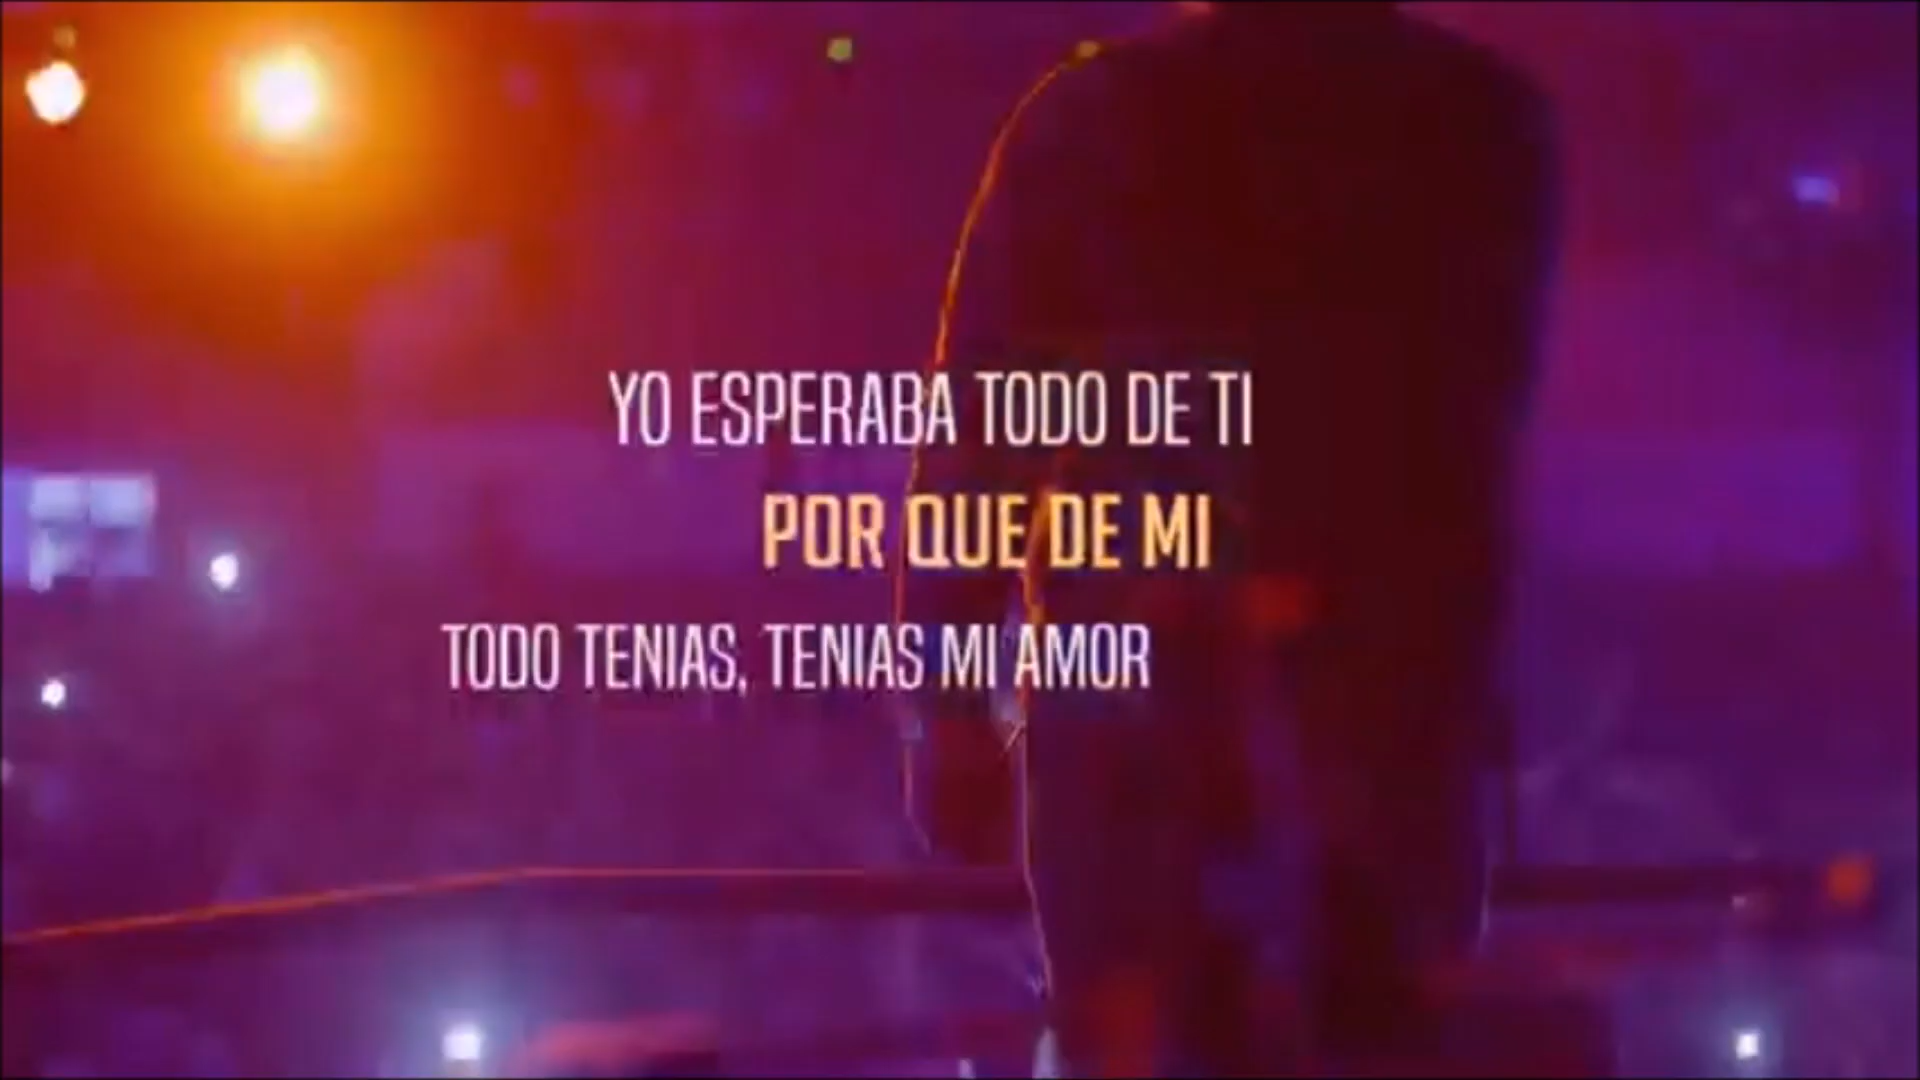 YO ESPERABA TODO DE TI
POR QUE DE MI
TODO TENIAS, TENIAS MI AMOR